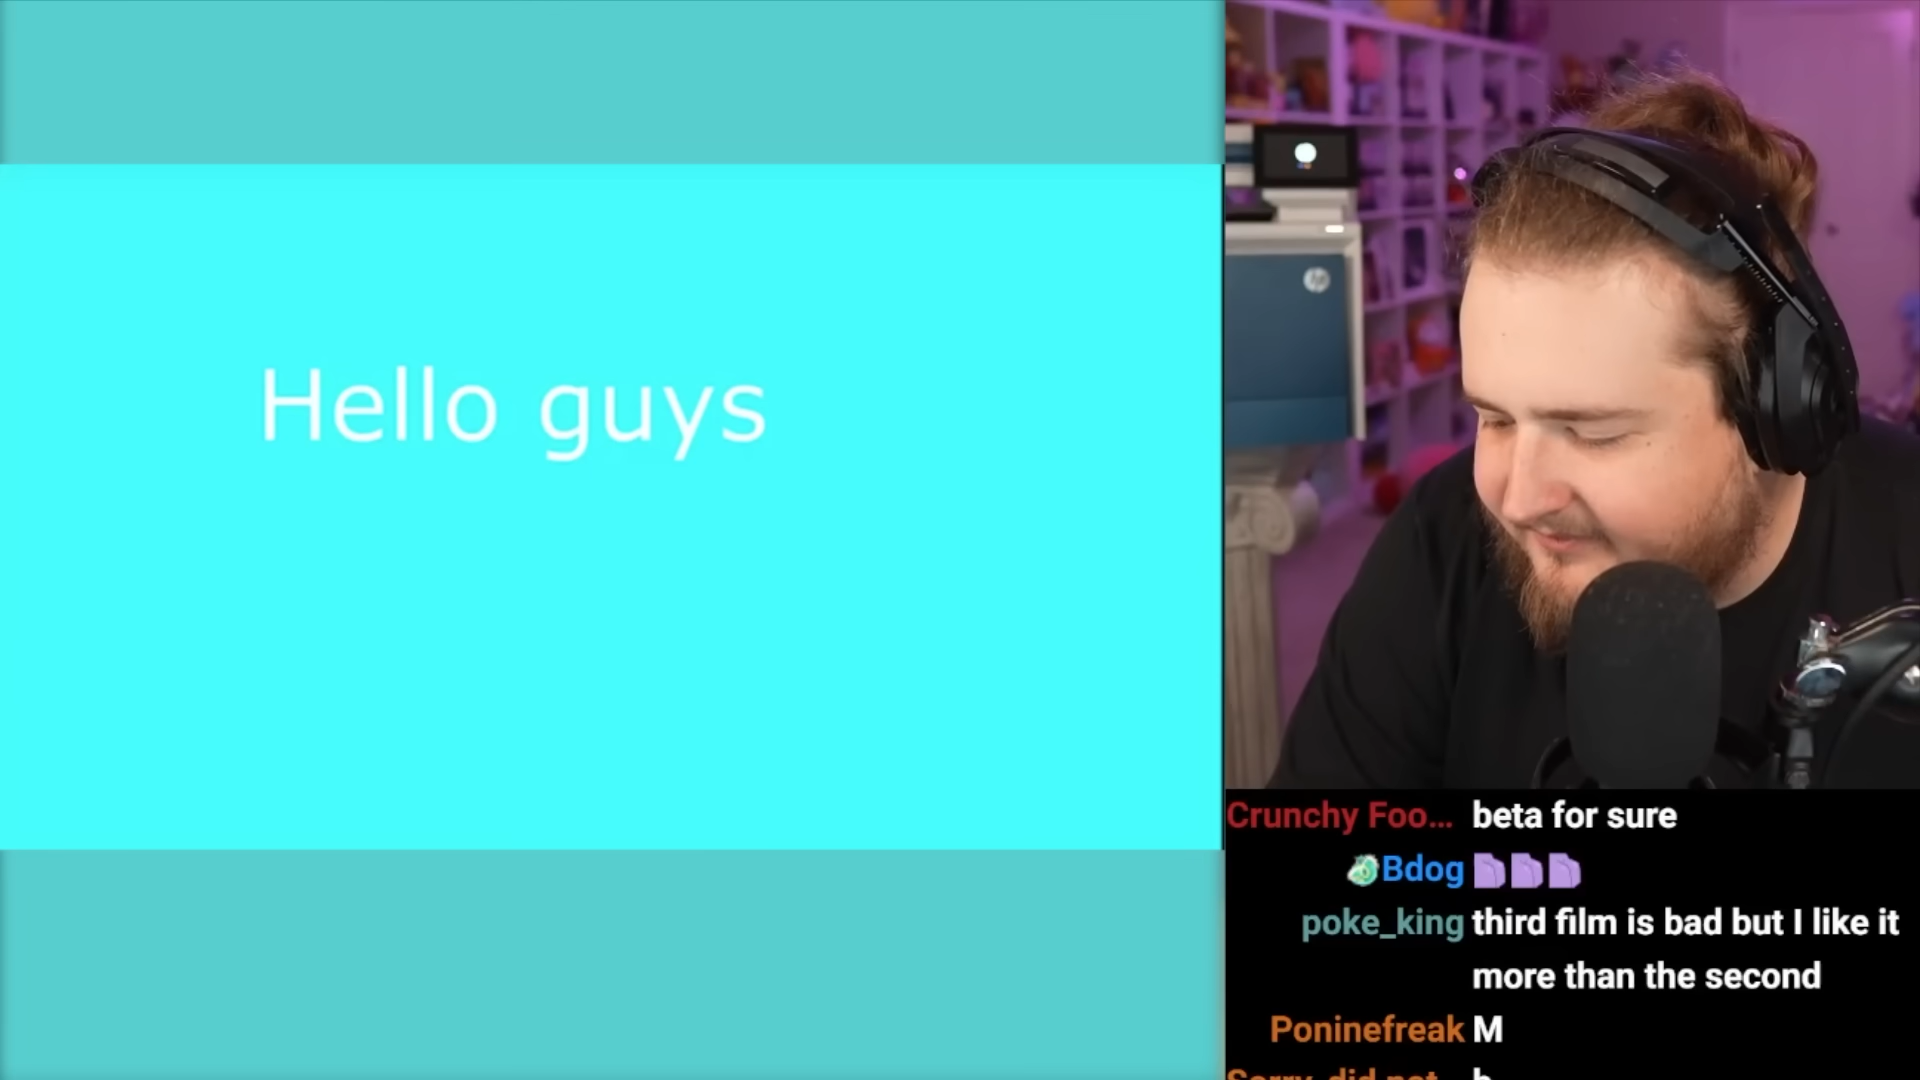 Hello guys
hp
Crunchy Foo... beta for sure
Bdog
poke_king third film is bad but I like it
more than the second
Poninefreak M